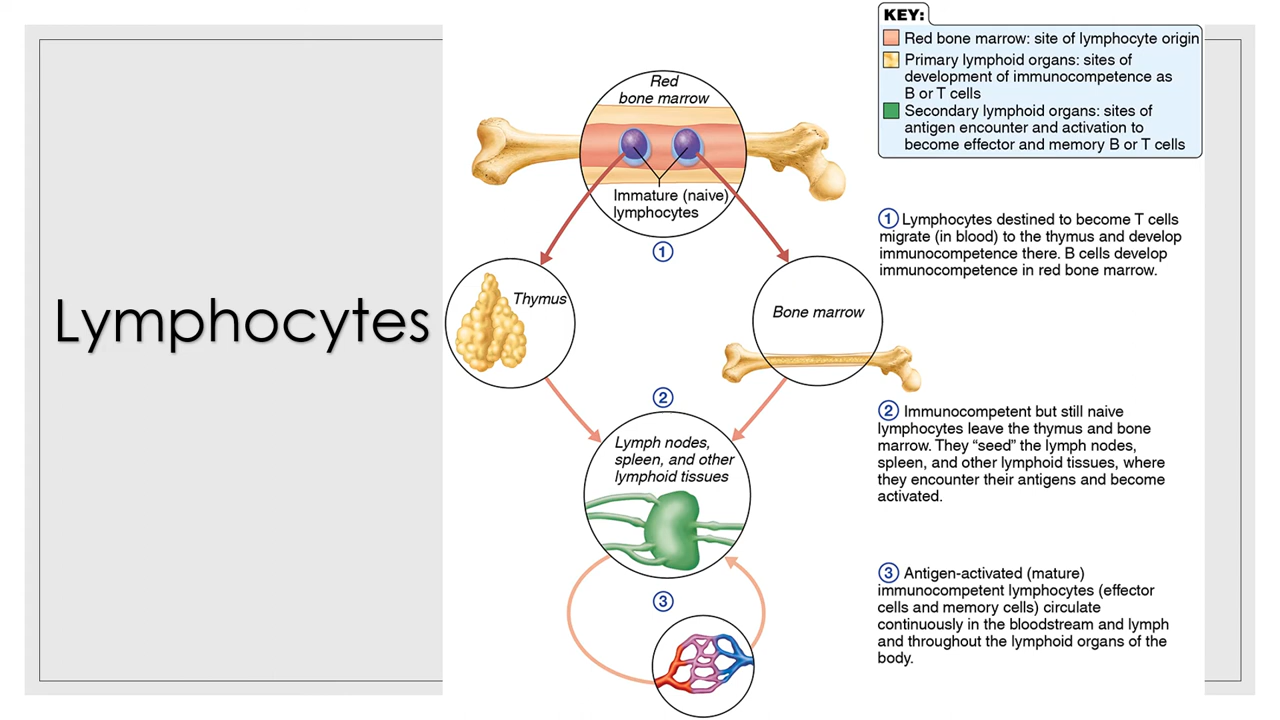 Lymphocytes
KEY:
Red bone marrow: site of lymphocyte origin
Primary lymphoid organs: sites of
development of immunocompetence as
B or T cells
Secondary lymphoid organs: sites of
antigen encounter and activation to
become effector and memory B or T cells
Red
bone marrow
Immature (naive)
lymphocytes
1
Thymus
Bone marrow
2
Lymph nodes,
spleen, and other
lymphoid tissues
3
1 Lymphocytes destined to become T cells
migrate (in blood) to the thymus and develop
immunocompetence there. B cells develop
immunocompetence in red bone marrow.
2 Immunocompetent but still naive
lymphocytes leave the thymus and bone
marrow. They “seed” the lymph nodes,
spleen, and other lymphoid tissues, where
they encounter their antigens and become
activated.
3 Antigen-activated (mature)
immunocompetent lymphocytes (effector
cells and memory cells) circulate
continuously in the bloodstream and lymph
and throughout the lymphoid organs of the
body.